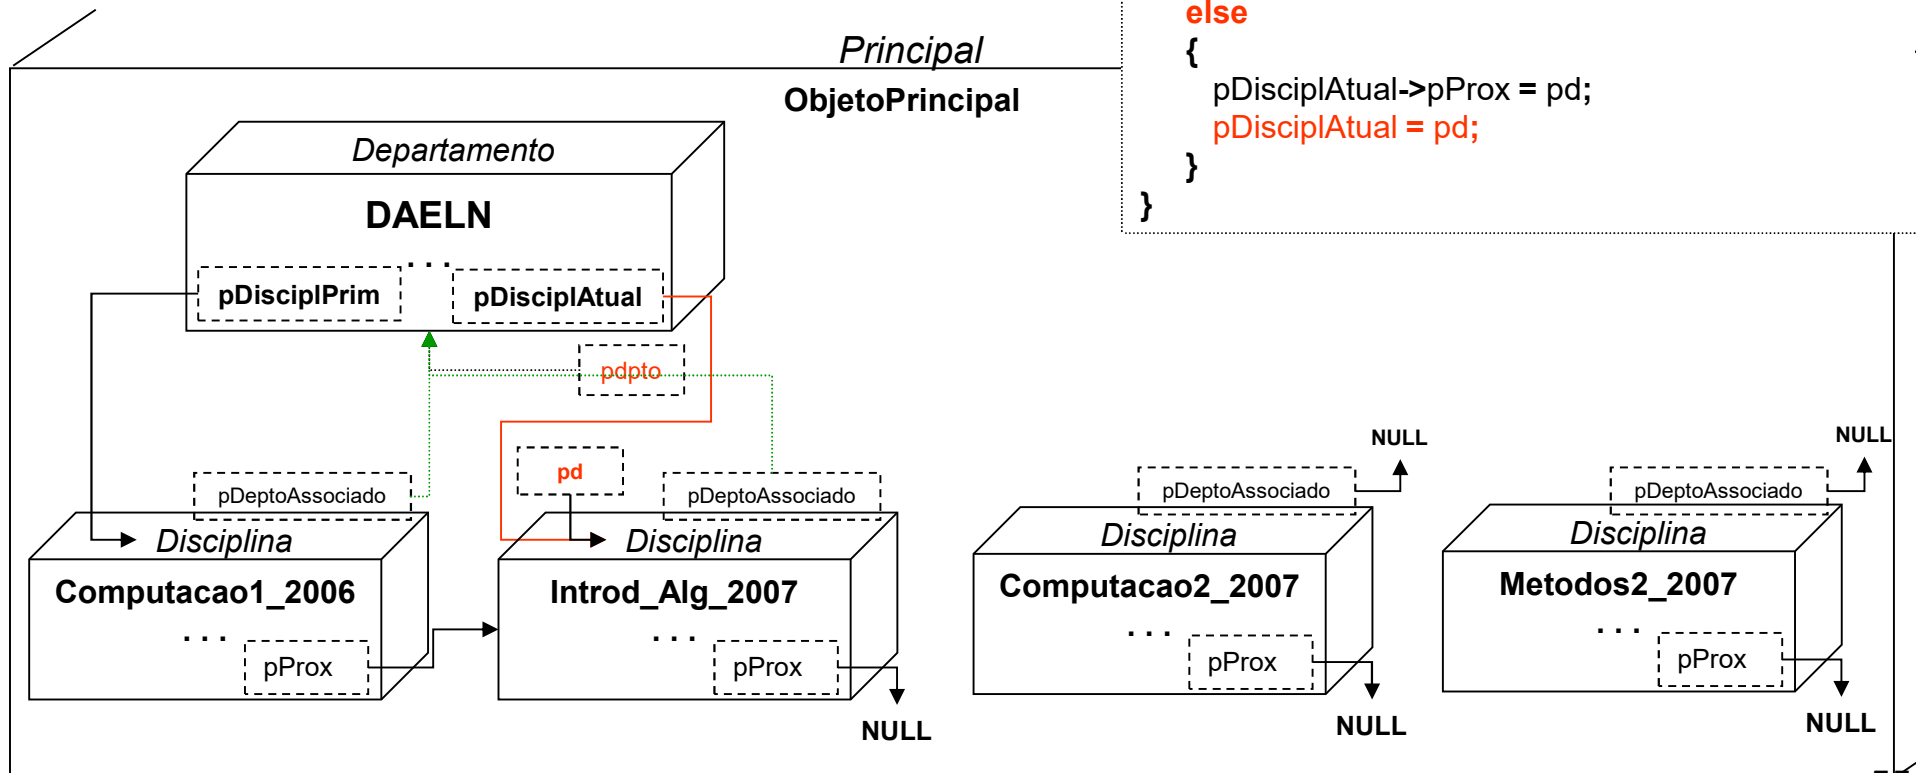 else
{
pDisciplAtual->pProx = pd;
pDisciplAtual = pd;
}
}
Principal
ObjetoPrincipal
Departamento
DAELN
. . .
pDisciplPrim
pDisciplAtual
pdpto
pd
NULL
NULL
pDeptoAssociado
pDeptoAssociado
pDeptoAssociado
pDeptoAssociado
Disciplina
Disciplina
Disciplina
Disciplina
Computacao1_2006
Introd_Alg_2007
Computacao2_2007
Metodos2_2007
. . .
. . .
. . .
. . .
pProx
pProx
pProx
pProx
NULL
NULL
NULL